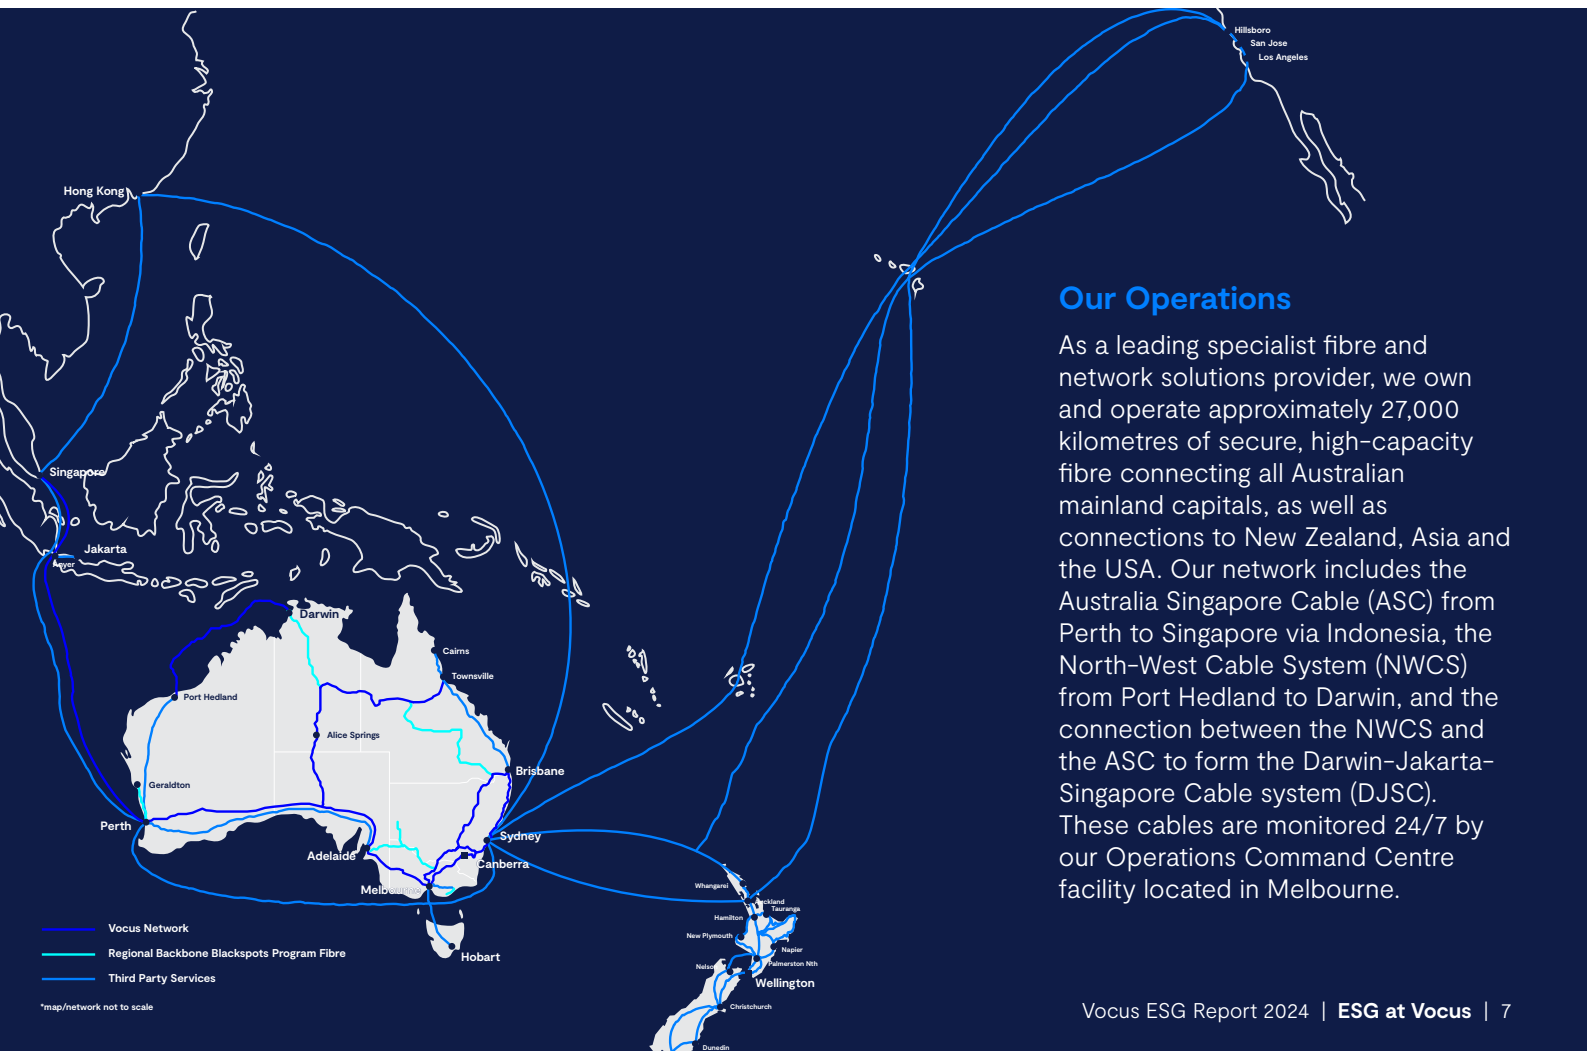 Hillsboro
San Jose
Los Angeles
Hong Kong
Singapore
Jakarta
Anyer
Darwin
Cairns
Townsville
Port Hedland
Alice Springs
Geraldton
Brisbane
Perth
Sydney
Adelaide
Canberra
Melbourne
Hobart
Whangarei
Auckland
Tauranga
Hamilton
New Plymouth
Napier
Nelson
Palmerston Nth
Wellington
Christchurch
Dunedin
Vocus Network
Regional Backbone Blackspots Program Fibre
Third Party Services
*map/network not to scale
Our Operations
As a leading specialist fibre and
network solutions provider, we own
and operate approximately 27,000
kilometres of secure, high-capacity
fibre connecting all Australian
mainland capitals, as well as
connections to New Zealand, Asia and
the USA. Our network includes the
Australia Singapore Cable (ASC) from
Perth to Singapore via Indonesia, the
North-West Cable System (NWCS)
from Port Hedland to Darwin, and the
connection between the NWCS and
the ASC to form the Darwin-Jakarta-
Singapore Cable system (DJSC).
These cables are monitored 24/7 by
our Operations Command Centre
facility located in Melbourne.
Vocus ESG Report 2024 | ESG at Vocus | 7